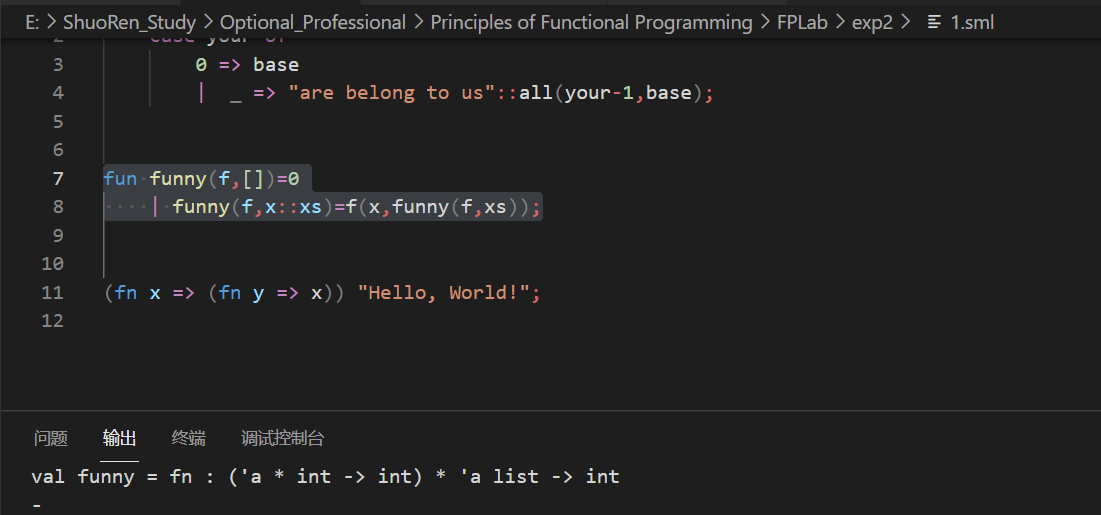 E: > ShuoRen_Study > Optional_Professional > Principles of Functional Programming > FPLab > exp2 > 1.sml
3 0 => base
4 | _ => "are belong to us"::all(your-1,base);
5
6
7 fun funny(f,[])=0
8 | funny(f,x::xs)=f(x,funny(f,xs));
9
10
11 (fn x => (fn y => x)) "Hello, World!";
12
问题 输出 终端 调试控制台
val funny = fn : ('a * int -> int) * 'a list -> int
-